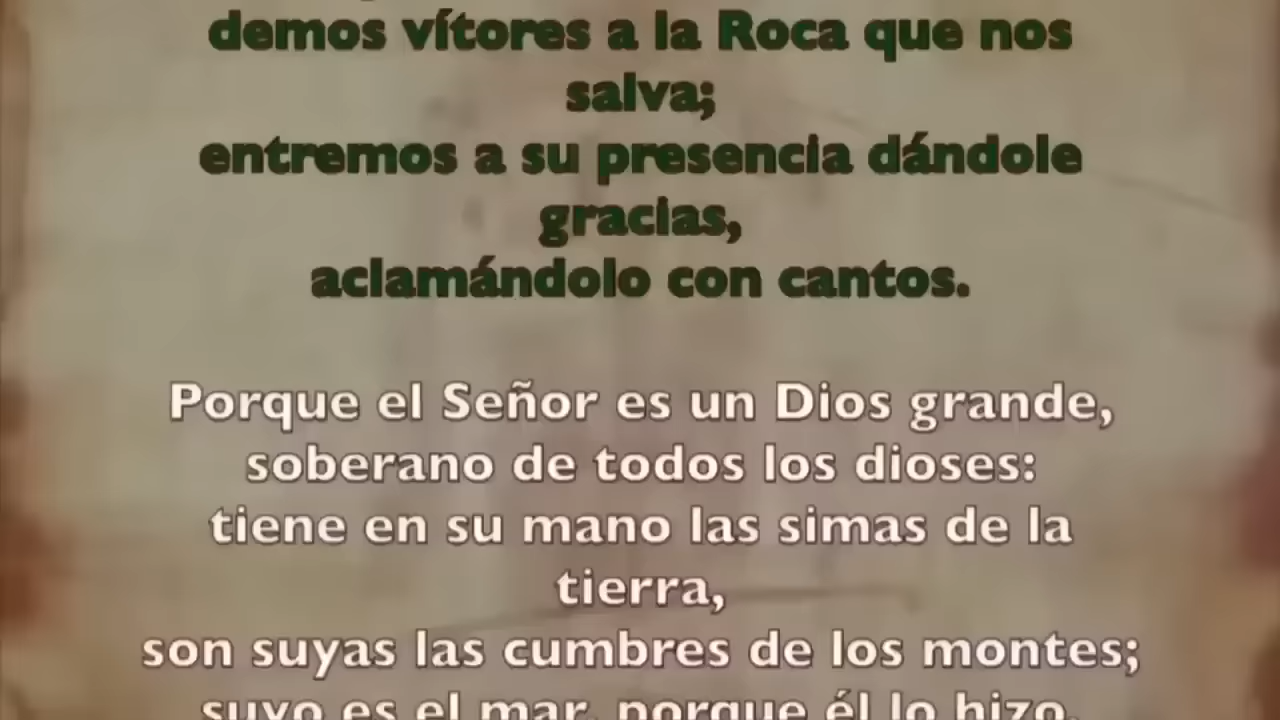 demos vítores a la Roca que nos
salva;
entremos a su presencia dándole
gracias,
aclamándolo con cantos.
Porque el Señor es un Dios grande,
soberano de todos los dioses:
tiene en su mano las simas de la
tierra,
son suyas las cumbres de los montes;
suyo es el mar, porque él lo hizo,